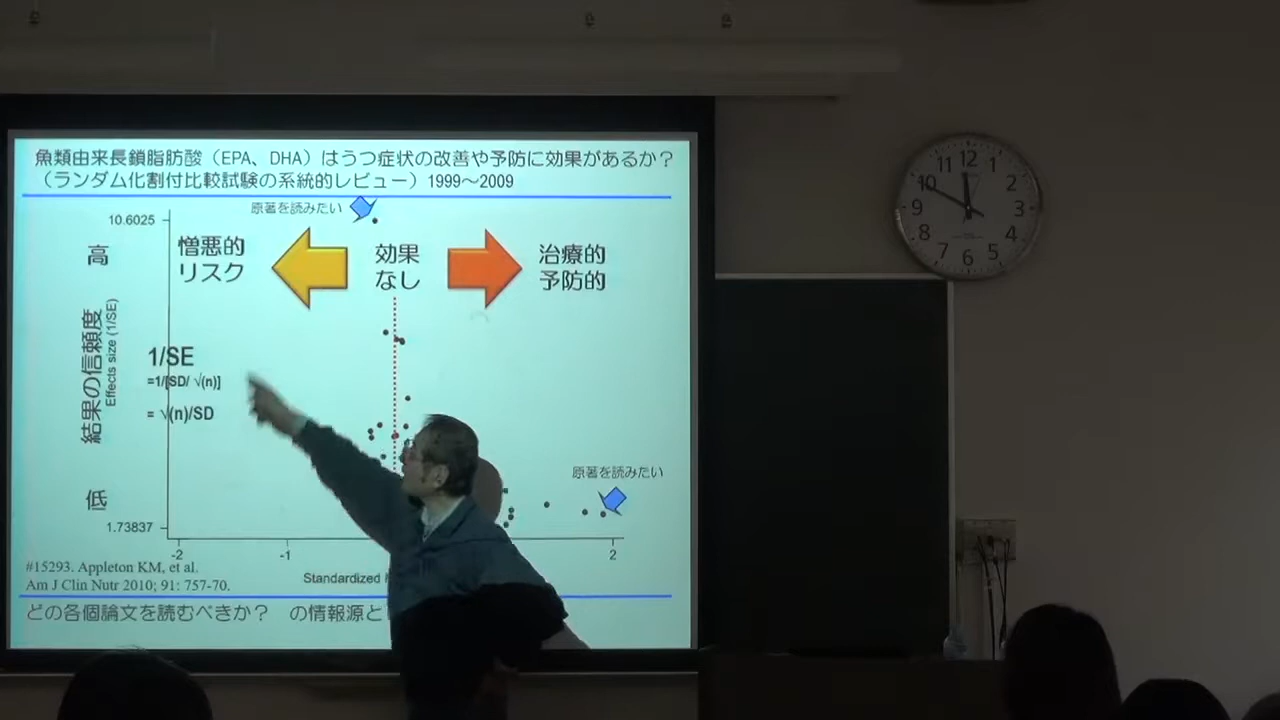 魚類由来長鎖脂肪酸（EPA、DHA）はうつ症状の改善や予防に効果があるか？
（ランダム化割付比較試験の系統的レビュー）1999〜2009
原著を読みたい
10.6025
高
憎悪的
リスク
効果
なし
治療的
予防的
結果の信頼度
Effects size (1/SE)
1/SE
=1/[SD/ √(n)]
= √(n)/SD
原著を読みたい
低
1.73837
-2
-1
2
Standardized
#15293. Appleton KM, et al.
Am J Clin Nutr 2010; 91: 757-70.
どの各個論文を読むべきか？ の情報源と
11 12 1
10 2
9 3
8 4
7 6 5